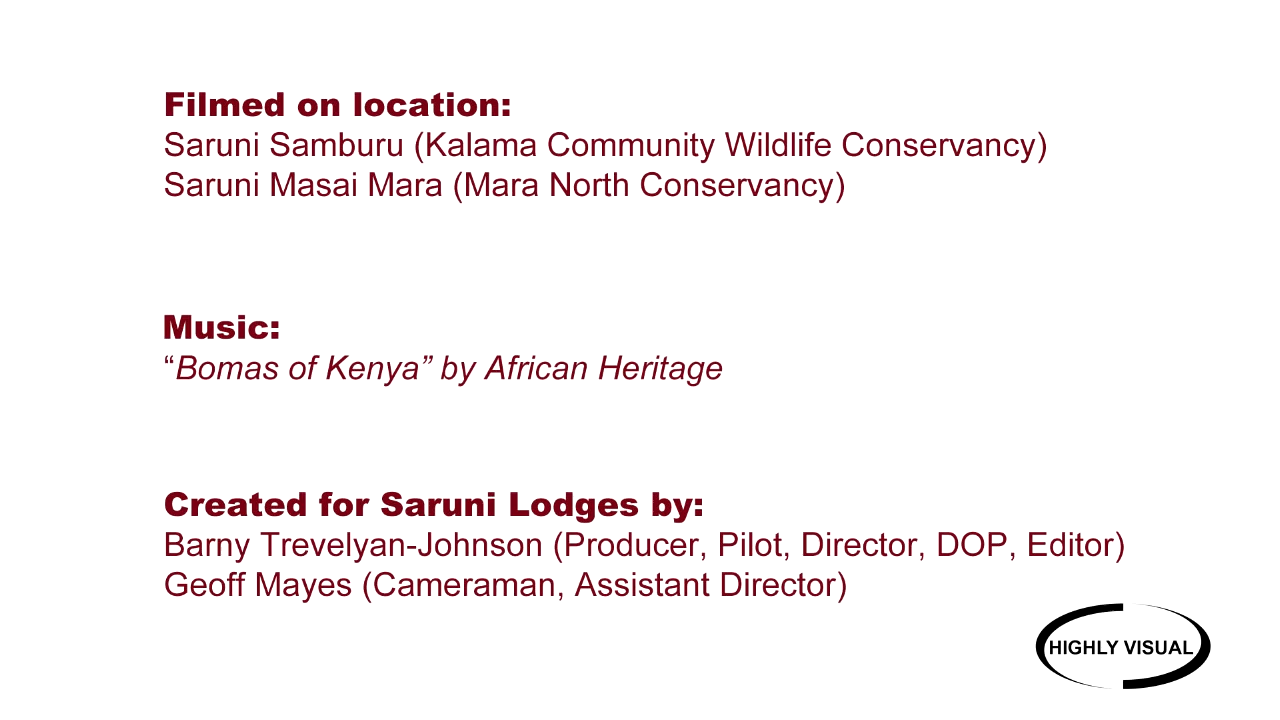 Filmed on location:
Saruni Samburu (Kalama Community Wildlife Conservancy)
Saruni Masai Mara (Mara North Conservancy)
Music:
“Bomas of Kenya” by African Heritage
Created for Saruni Lodges by:
Barny Trevelyan-Johnson (Producer, Pilot, Director, DOP, Editor)
Geoff Mayes (Cameraman, Assistant Director)
HIGHLY VISUAL